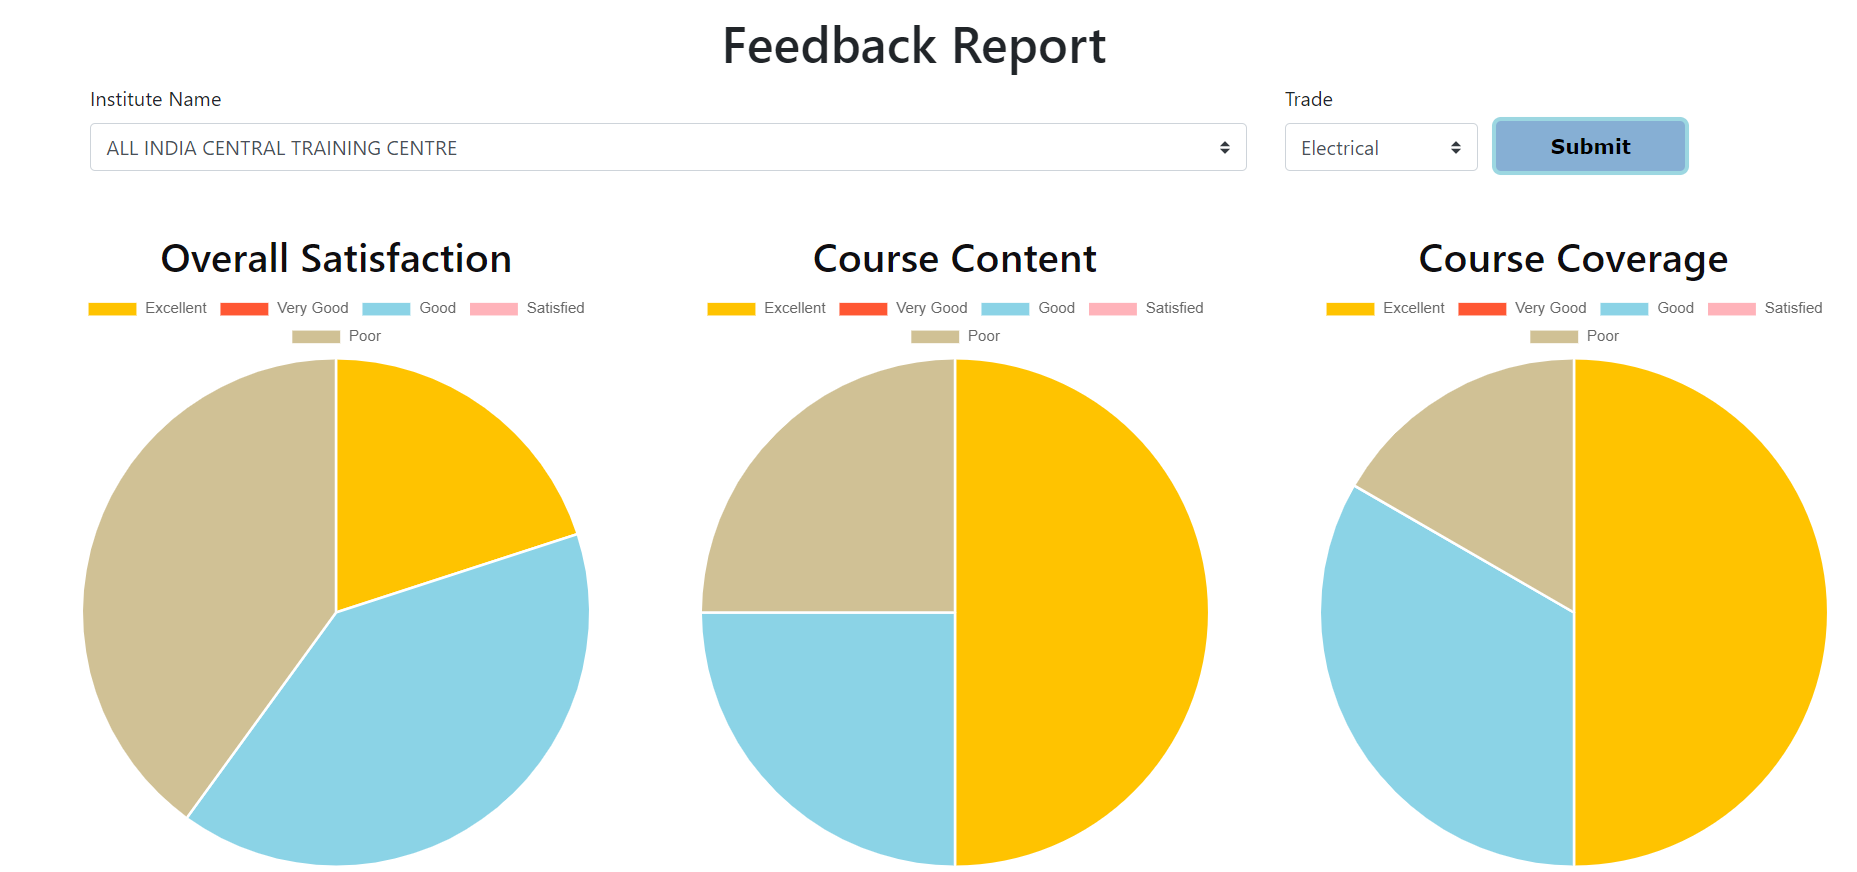 Feedback Report
Institute Name
Trade
ALL INDIA CENTRAL TRAINING CENTRE
Electrical
Submit
Overall Satisfaction
Excellent Very Good Good Satisfied
Poor
Course Content
Excellent Very Good Good Satisfied
Poor
Course Coverage
Excellent Very Good Good Satisfied
Poor